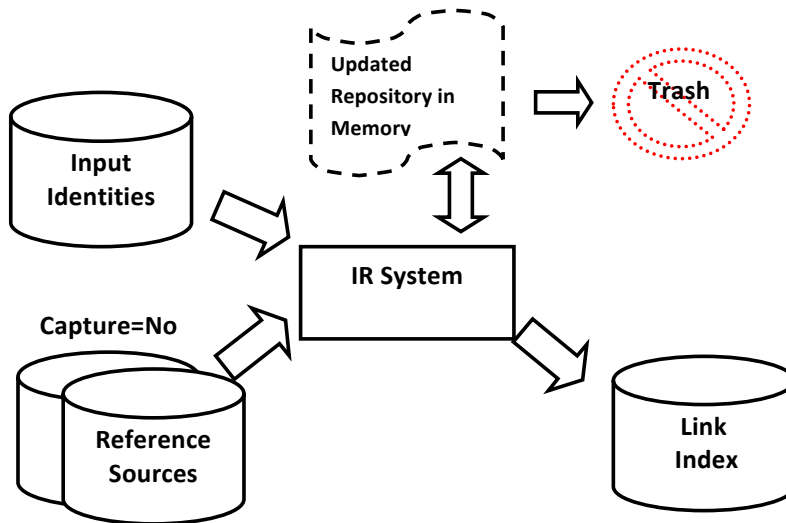 Updated
Repository in
Memory
Trash
Input
Identities
IR System
Capture=No
Reference
Sources
Link
Index